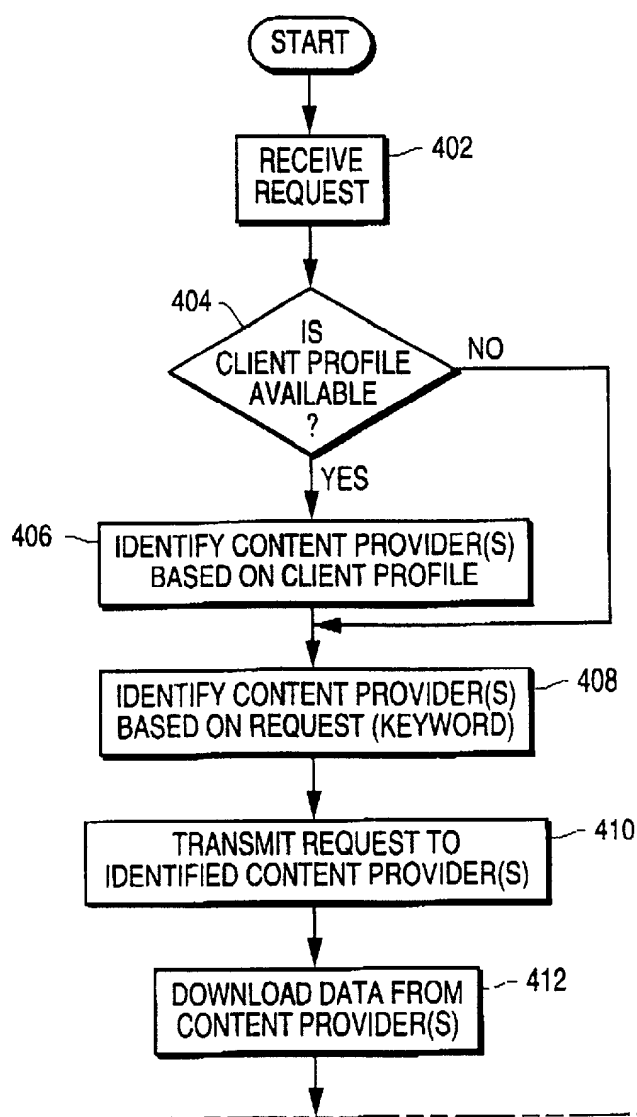 START
RECEIVE
REQUEST
402
404
IS
CLIENT PROFILE
AVAILABLE
?
NO
YES
406
IDENTIFY CONTENT PROVIDER(S)
BASED ON CLIENT PROFILE
IDENTIFY CONTENT PROVIDER(S)
BASED ON REQUEST (KEYWORD)
408
TRANSMIT REQUEST TO
IDENTIFIED CONTENT PROVIDER(S)
410
DOWNLOAD DATA FROM
CONTENT PROVIDER(S)
412